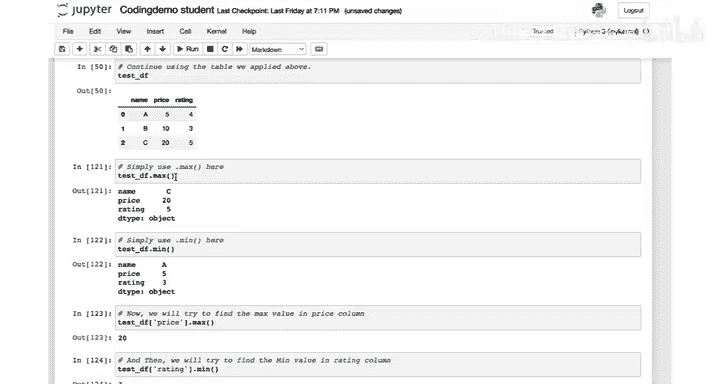 jupyter Codingdemo student Last Checkpoint: Last Friday at 7:11 PM (unsaved changes)
Logout
File Edit View Insert Cell Kernel Help
Trusted
Python 3
Run
Markdown
In [50]: # Continue using the table we applied above.
test_df
Out[50]:
name price rating
0 A 5 4
1 B 10 3
2 C 20 5
In [121]: # Simply use .max() here
test_df.max()
Out[121]: name C
price 20
rating 5
dtype: object
In [122]: # Simply use .min() here
test_df.min()
Out[122]: name A
price 5
rating 3
dtype: object
In [123]: # Now, we will try to find the max value in price column
test_df['price'].max()
Out[123]: 20
In [124]: # And Then, we will try to find the Min value in rating column
test_df['rating'].min()